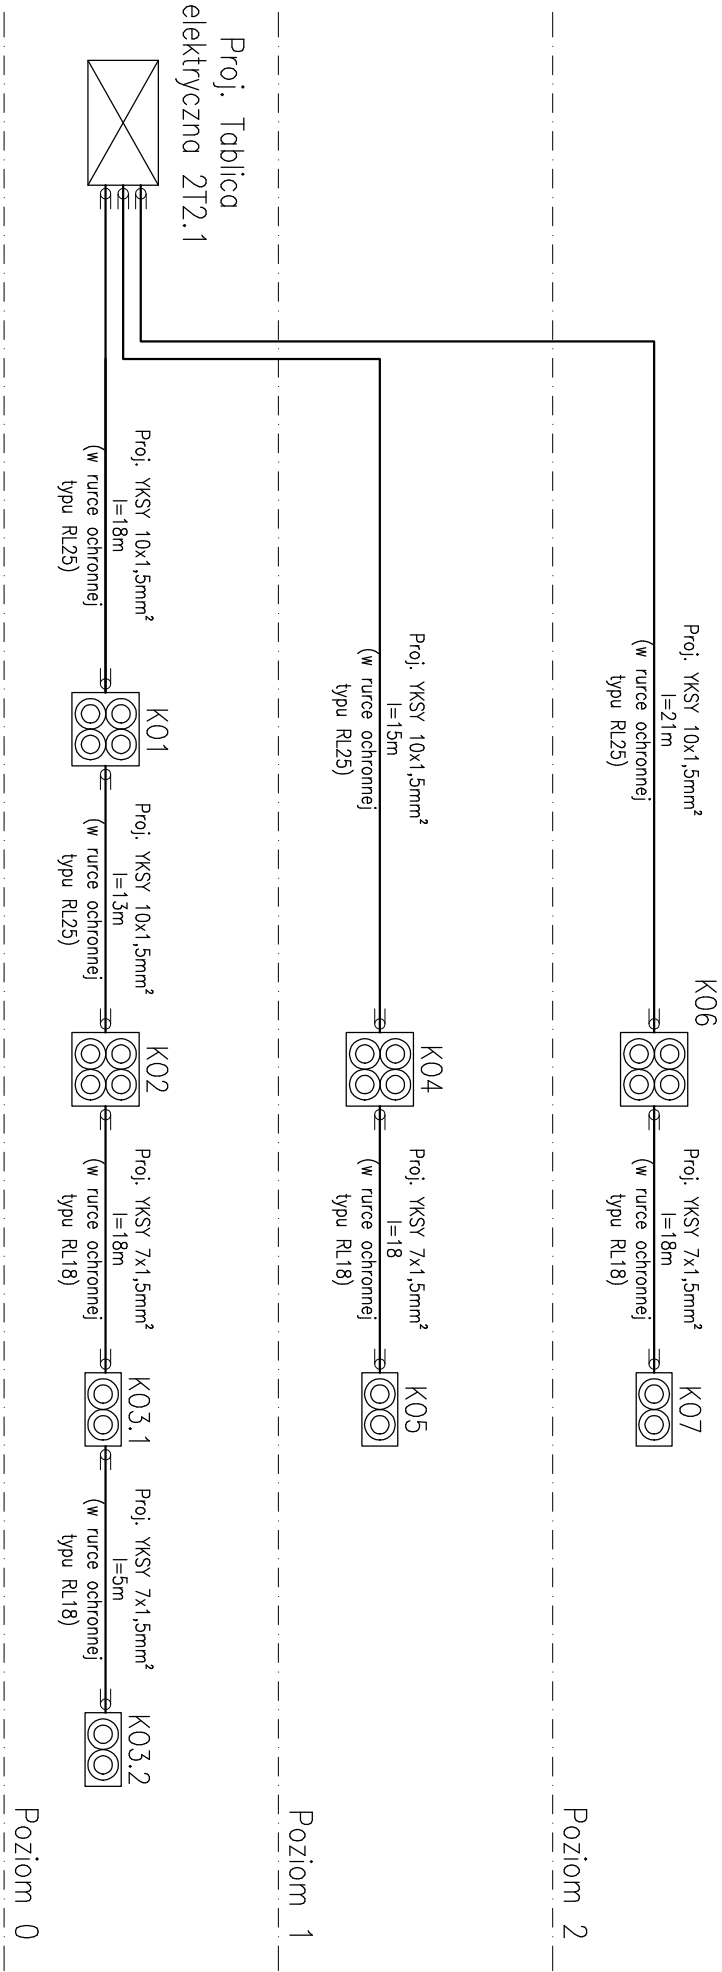 Poziom 2
K06
K07
Proj. YKSY 10x1,5mm²
l=21m
(w rurce ochronnej
typu RL25)
Proj. YKSY 7x1,5mm²
l=18m
(w rurce ochronnej
typu RL18)
Poziom 1
K04
K05
Proj. YKSY 10x1,5mm²
l=15m
(w rurce ochronnej
typu RL25)
Proj. YKSY 7x1,5mm²
l=18
(w rurce ochronnej
typu RL18)
Proj. Tablica
elektryczna 2T2.1
Poziom 0
K01
K02
K03.1
K03.2
Proj. YKSY 10x1,5mm²
l=18m
(w rurce ochronnej
typu RL25)
Proj. YKSY 10x1,5mm²
l=13m
(w rurce ochronnej
typu RL25)
Proj. YKSY 7x1,5mm²
l=18m
(w rurce ochronnej
typu RL18)
Proj. YKSY 7x1,5mm²
l=5m
(w rurce ochronnej
typu RL18)